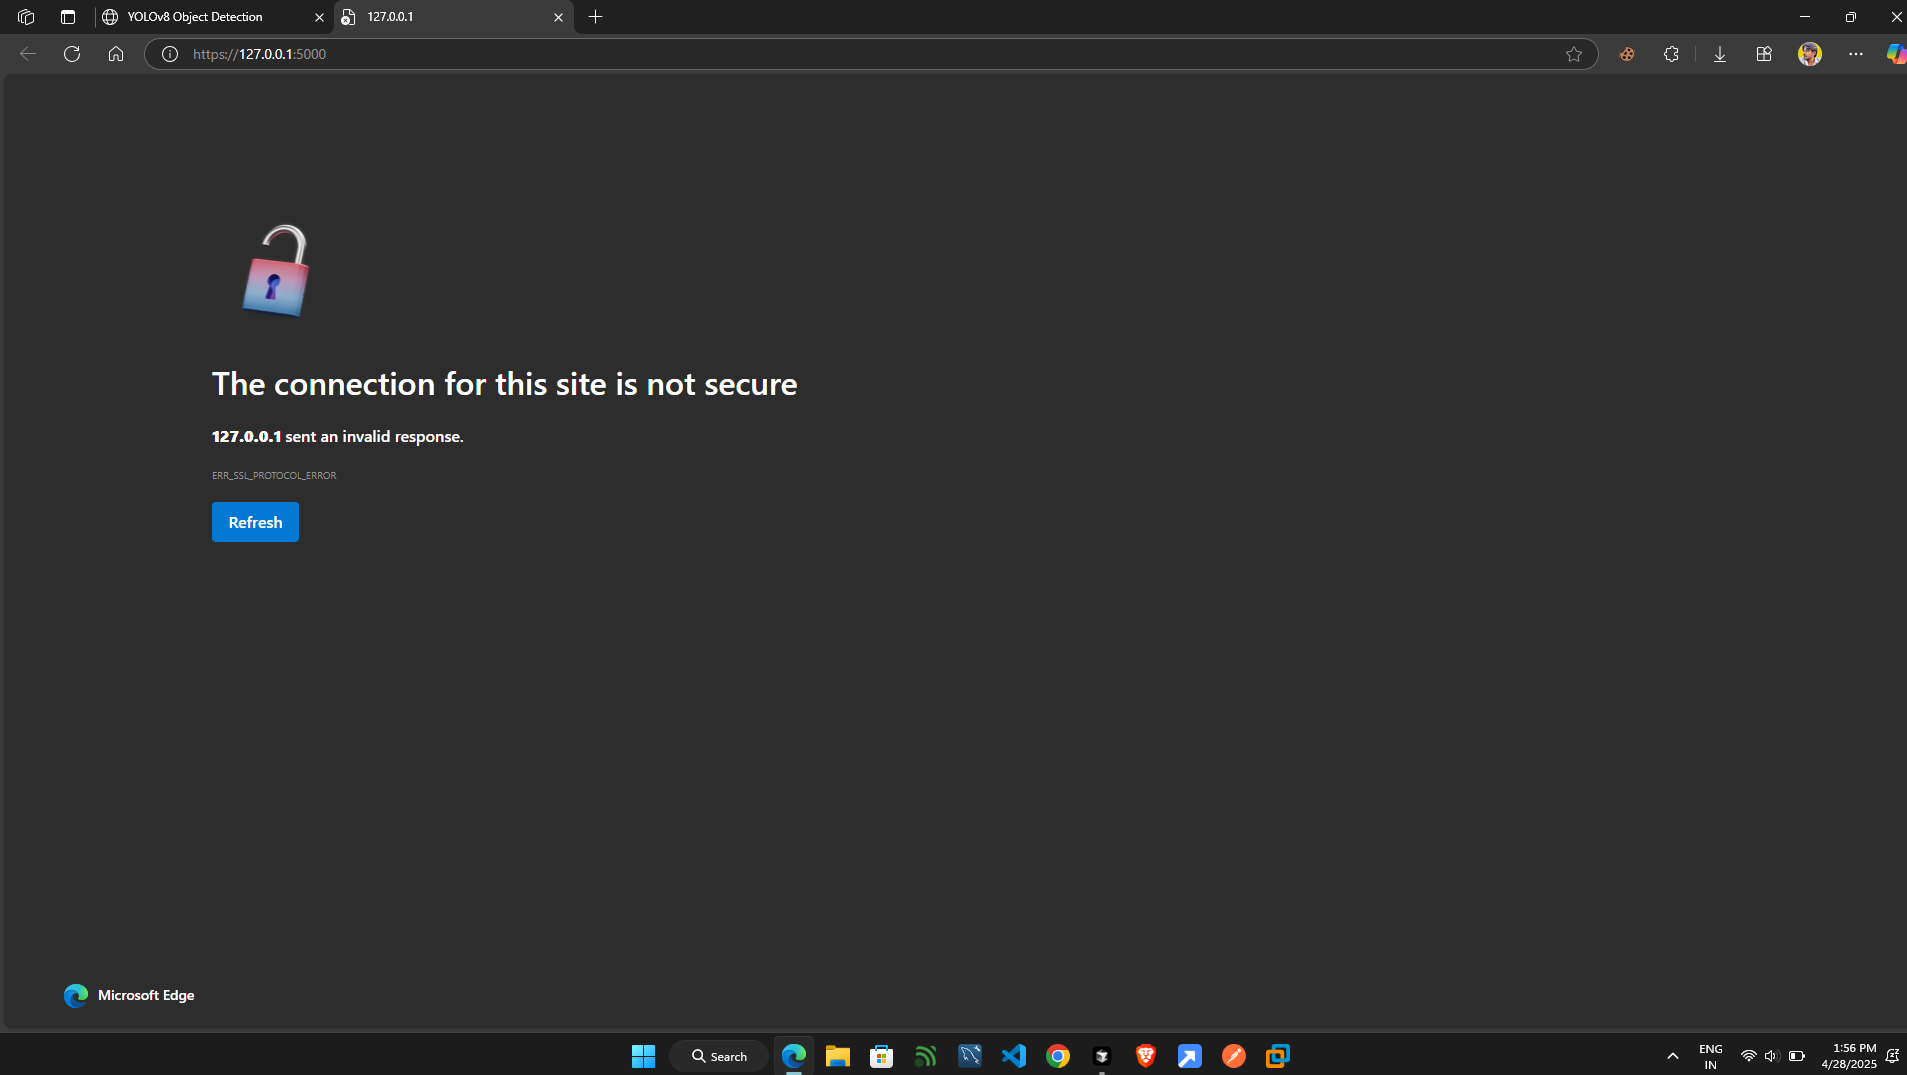 YOLOv8 Object Detection
127.0.0.1
https://127.0.0.1:5000
The connection for this site is not secure
127.0.0.1 sent an invalid response.
ERR_SSL_PROTOCOL_ERROR
Refresh
Microsoft Edge
Search
ENG
IN
1:56 PM
4/28/2025